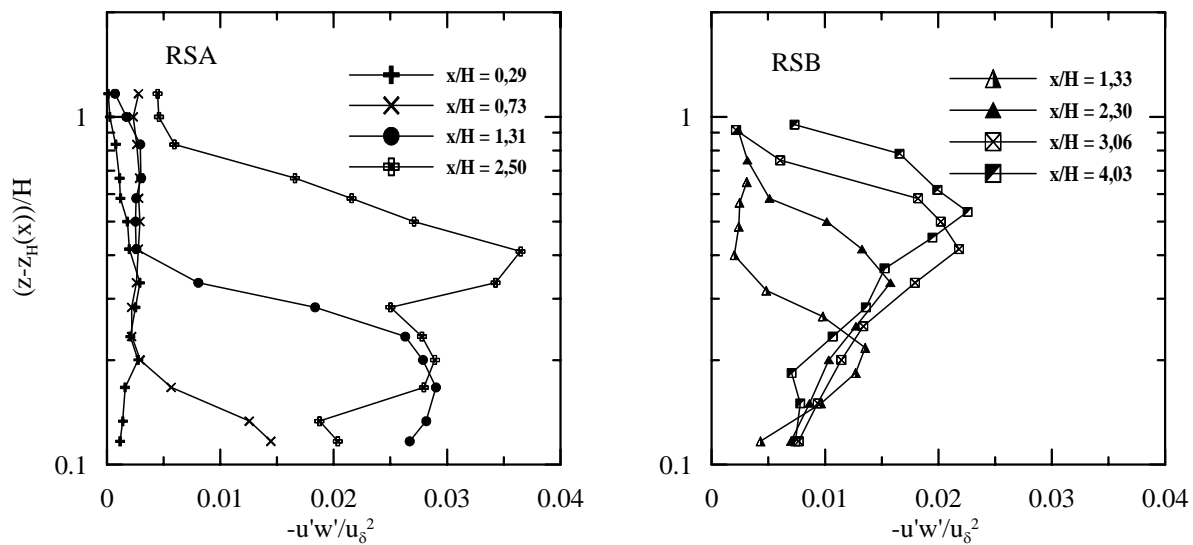 RSA
x/H = 0,29
x/H = 0,73
x/H = 1,31
x/H = 2,50
1
0.1
(z-z_H(x))/H
0 0.01 0.02 0.03 0.04
-u'w'/u_δ²
RSB
x/H = 1,33
x/H = 2,30
x/H = 3,06
x/H = 4,03
1
0.1
0 0.01 0.02 0.03 0.04
-u'w'/u_δ²